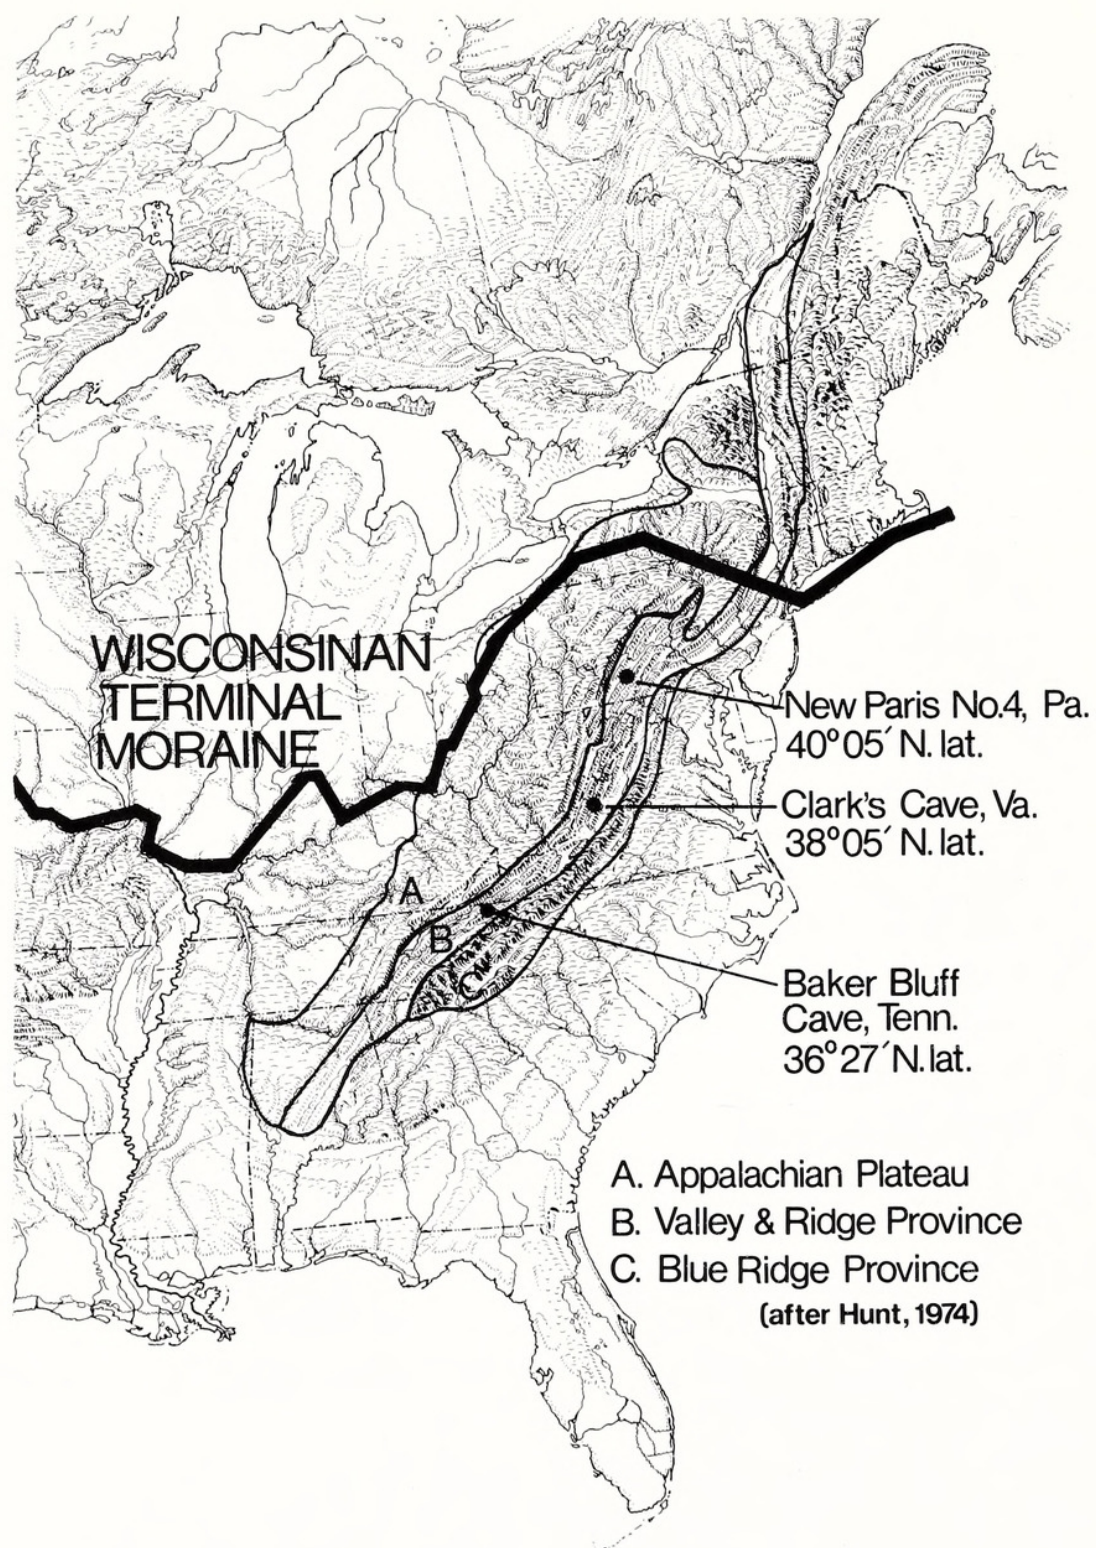 WISCONSINAN
TERMINAL
MORAINE
New Paris No.4, Pa.
40°05′ N. lat.
Clark's Cave, Va.
38°05′ N. lat.
A
B
C
Baker Bluff
Cave, Tenn.
36°27′ N. lat.
A. Appalachian Plateau
B. Valley & Ridge Province
C. Blue Ridge Province
(after Hunt, 1974)